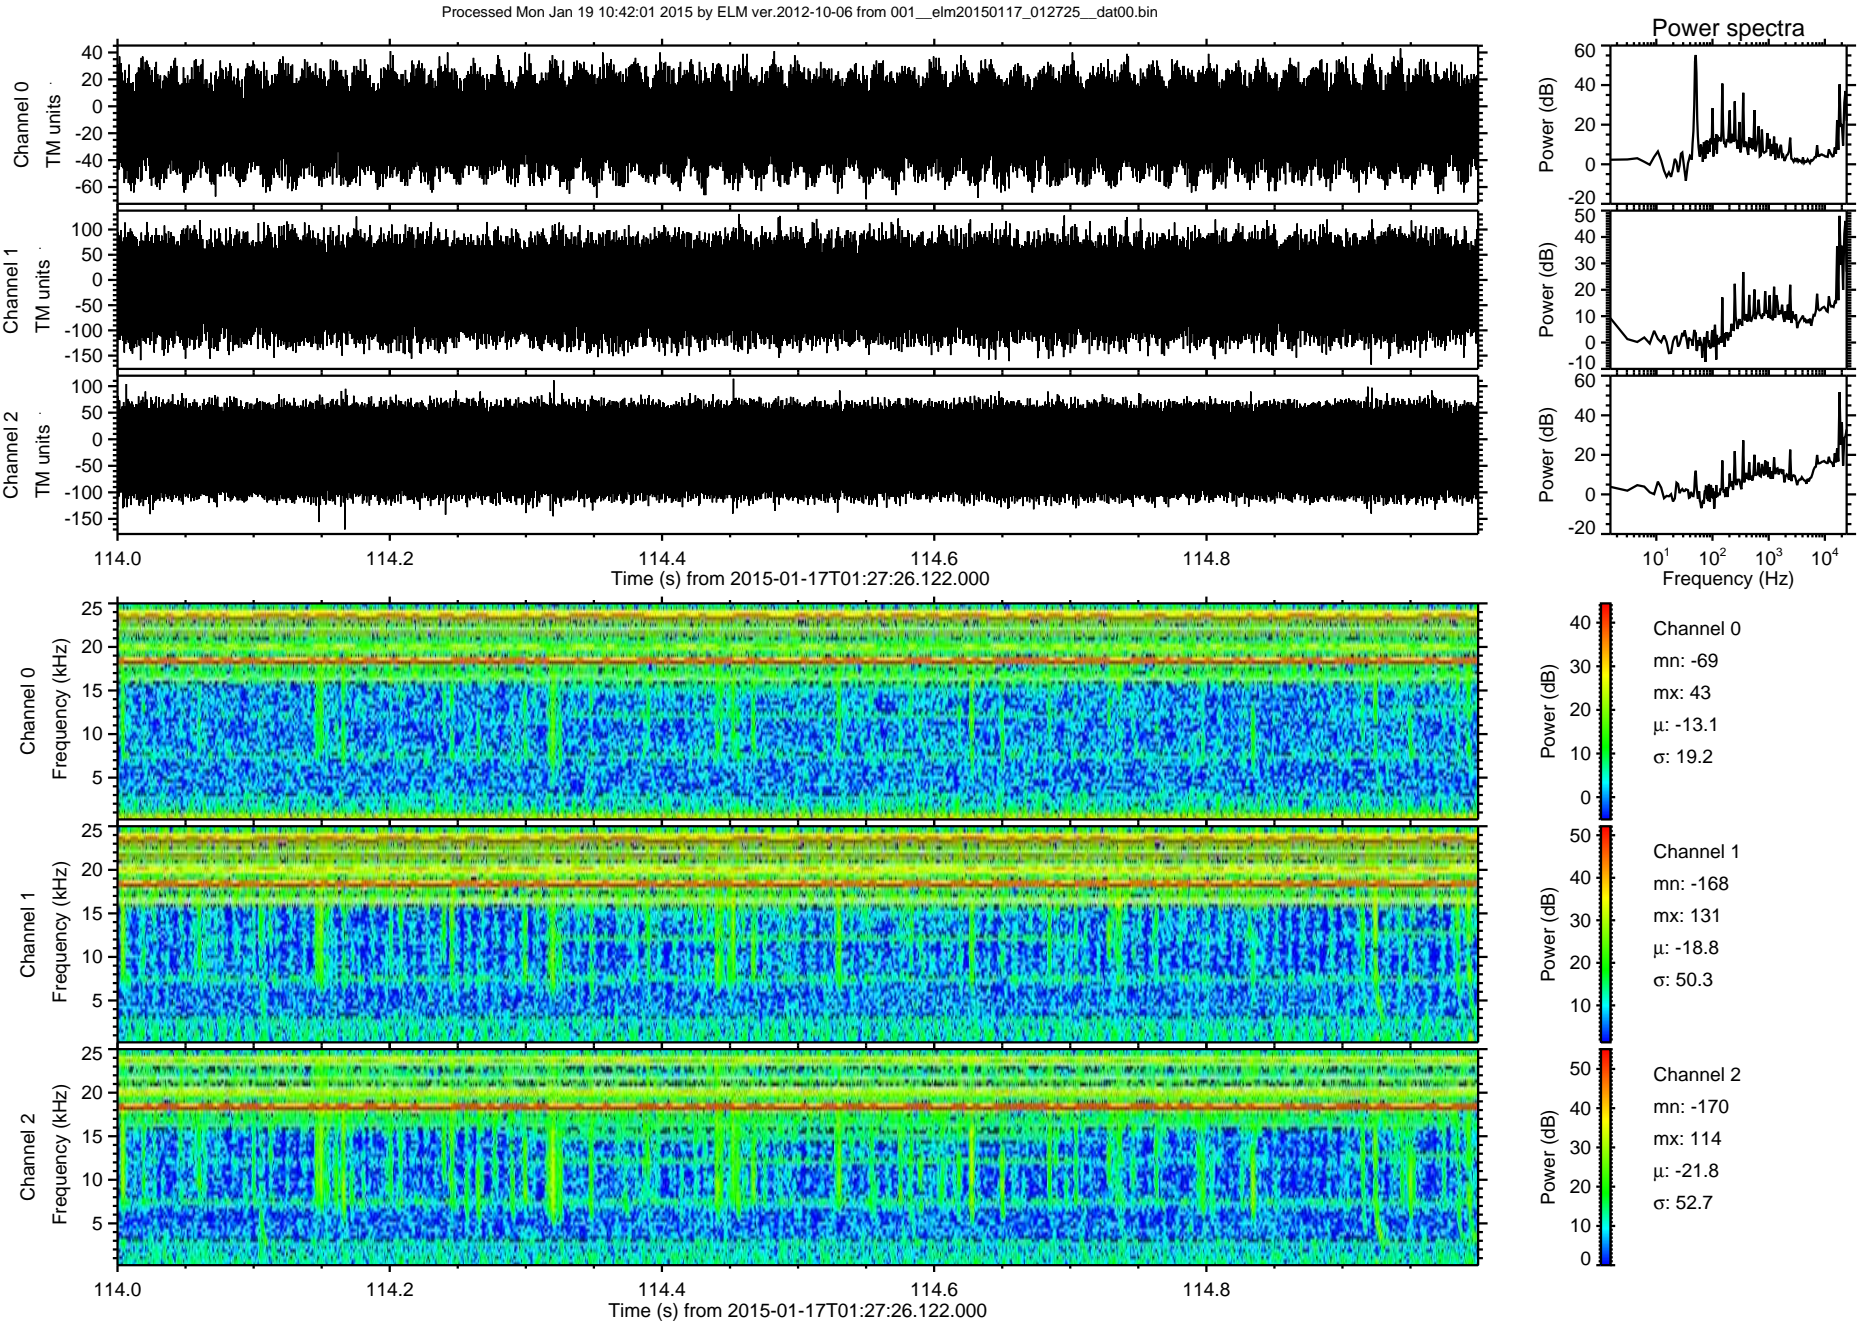 Processed Mon Jan 19 10:42:01 2015 by ELM ver.2012-10-06 from 001__elm20150117_012725__dat00.bin
Power spectra
Channel 0
TM units
40
20
0
-20
-40
-60
Power (dB)
60
40
20
0
-20
Channel 1
TM units
100
50
0
-50
-100
-150
Power (dB)
50
40
30
20
10
0
-10
Channel 2
TM units
100
50
0
-50
-100
-150
Power (dB)
60
40
20
0
-20
114.0 114.2 114.4 114.6 114.8
Time (s) from 2015-01-17T01:27:26.122.000
10¹ 10² 10³ 10⁴
Frequency (Hz)
Channel 0
Frequency (kHz)
25
20
15
10
5
Power (dB)
40
30
20
10
0
Channel 0
mn: -69
mx: 43
μ: -13.1
σ: 19.2
Channel 1
Frequency (kHz)
25
20
15
10
5
Power (dB)
50
40
30
20
10
Channel 1
mn: -168
mx: 131
μ: -18.8
σ: 50.3
Channel 2
Frequency (kHz)
25
20
15
10
5
Power (dB)
50
40
30
20
10
0
Channel 2
mn: -170
mx: 114
μ: -21.8
σ: 52.7
114.0 114.2 114.4 114.6 114.8
Time (s) from 2015-01-17T01:27:26.122.000